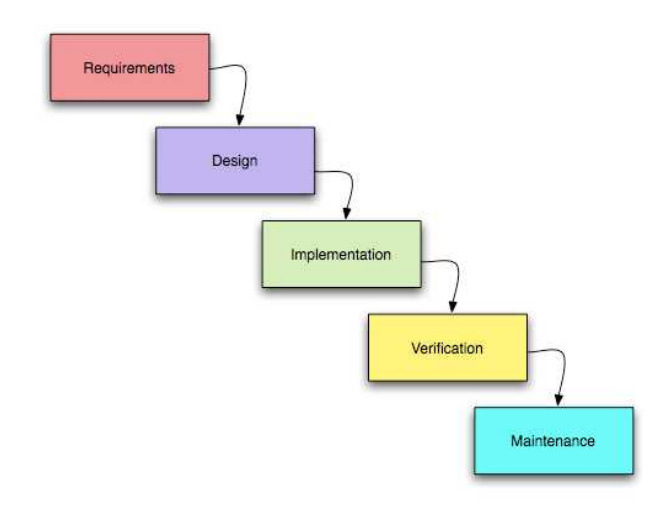 Requirements
Design
Implementation
Verification
Maintenance